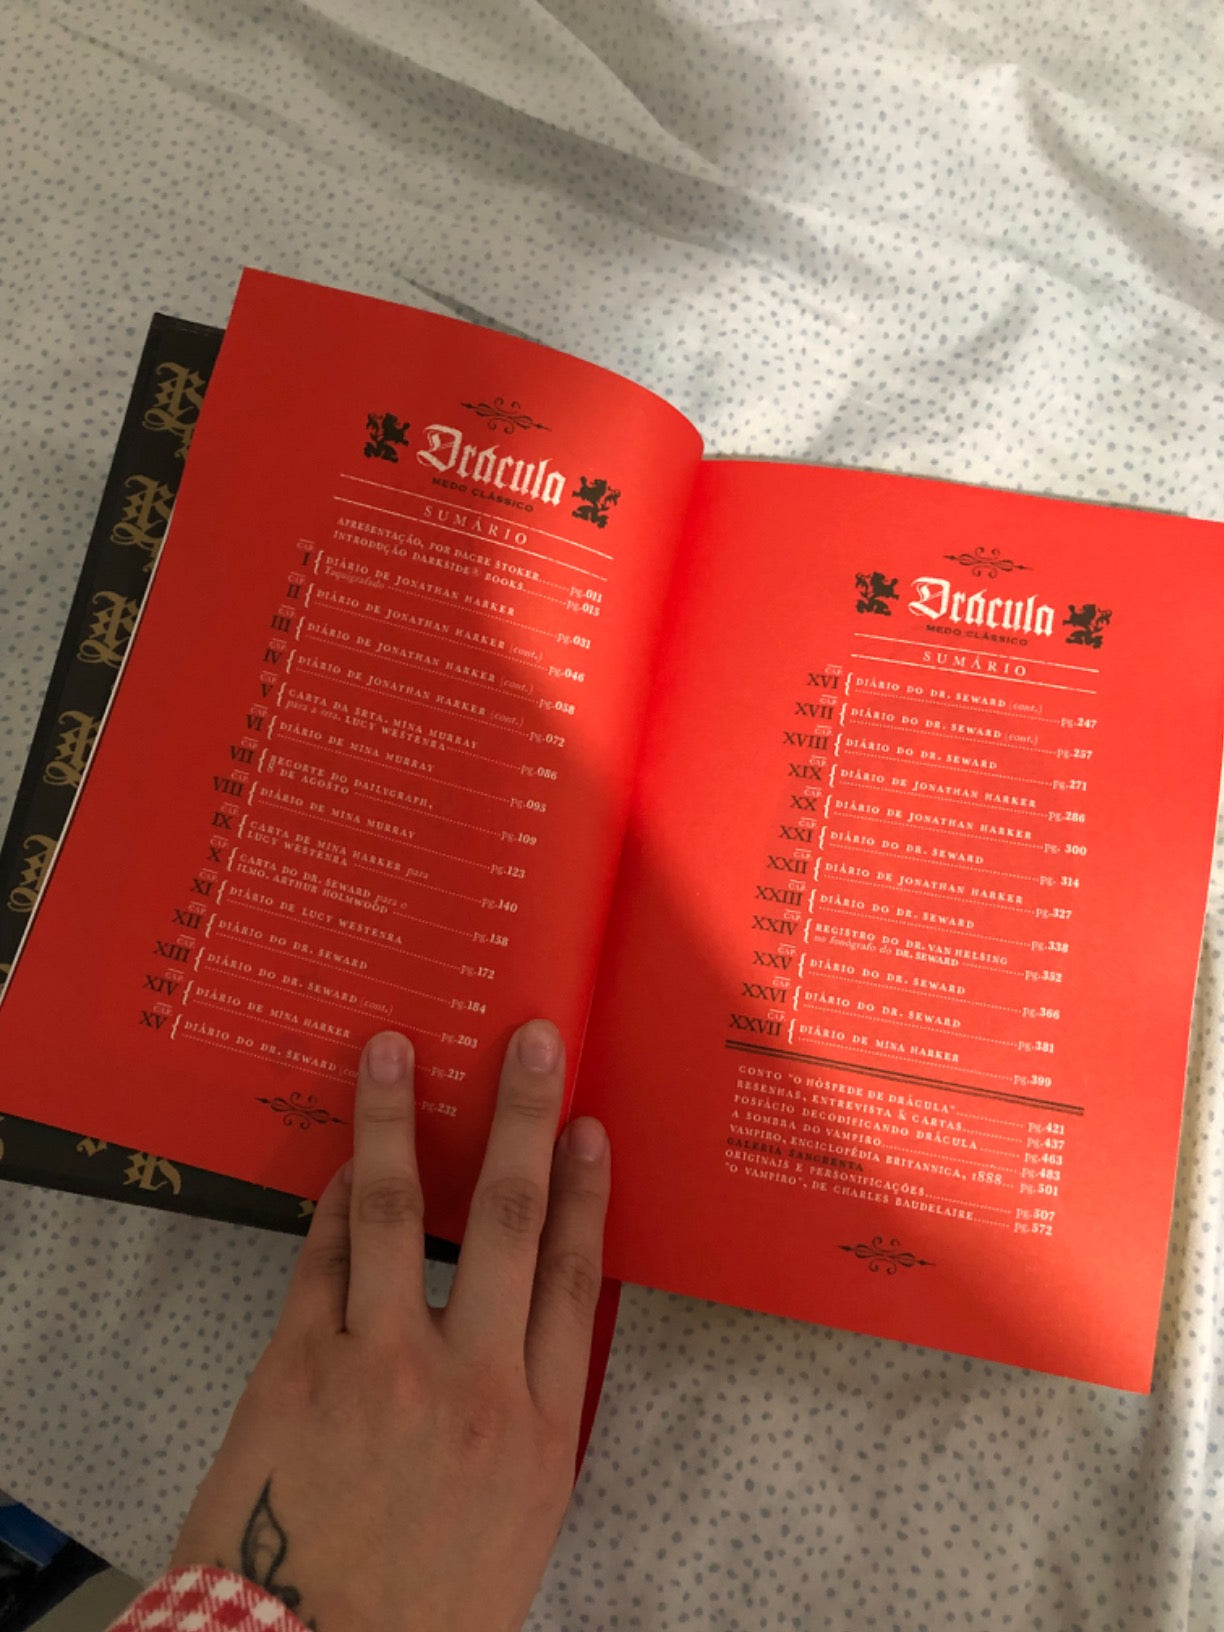 Drácula
MEDO CLÁSSICO
SUMÁRIO
APRESENTAÇÃO, POR DACRE STOKER........pg.011
INTRODUÇÃO DARKSIDE® BOOKS........pg.015
CAP. I { DIÁRIO DE JONATHAN HARKER
Taquigrafado........pg.031
CAP. II { DIÁRIO DE JONATHAN HARKER (cont.)........pg.046
CAP. III { DIÁRIO DE JONATHAN HARKER (cont.)........pg.058
CAP. IV { DIÁRIO DE JONATHAN HARKER (cont.)........pg.072
CAP. V { CARTA DA SRTA. MINA MURRAY
para a srta. LUCY WESTENRA........pg.086
CAP. VI { DIÁRIO DE MINA MURRAY........pg.095
CAP. VII { RECORTE DO DAILYGRAPH,
8 DE AGOSTO........pg.109
CAP. VIII { DIÁRIO DE MINA MURRAY........pg.123
CAP. IX { CARTA DE MINA HARKER para
LUCY WESTENRA........pg.140
CAP. X { CARTA DO DR. SEWARD para o
ILMO. ARTHUR HOLMWOOD........pg.158
CAP. XI { DIÁRIO DE LUCY WESTENRA........pg.172
CAP. XII { DIÁRIO DO DR. SEWARD........pg.184
CAP. XIII { DIÁRIO DO DR. SEWARD (cont.)........pg.203
CAP. XIV { DIÁRIO DE MINA HARKER........pg.217
CAP. XV { DIÁRIO DO DR. SEWARD ........pg.232
Drácula
MEDO CLÁSSICO
SUMÁRIO
CAP. XVI { DIÁRIO DO DR. SEWARD (cont.)........pg.247
CAP. XVII { DIÁRIO DO DR. SEWARD (cont.)........pg.257
CAP. XVIII { DIÁRIO DO DR. SEWARD........pg.271
CAP. XIX { DIÁRIO DE JONATHAN HARKER........pg.286
CAP. XX { DIÁRIO DE JONATHAN HARKER........pg. 300
CAP. XXI { DIÁRIO DO DR. SEWARD........pg. 314
CAP. XXII { DIÁRIO DE JONATHAN HARKER........pg.327
CAP. XXIII { DIÁRIO DO DR. SEWARD........pg.338
CAP. XXIV { REGISTRO DO DR. VAN HELSING
no fonógrafo do DR. SEWARD........pg.352
CAP. XXV { DIÁRIO DO DR. SEWARD........pg.366
CAP. XXVI { DIÁRIO DO DR. SEWARD........pg.381
CAP. XXVII { DIÁRIO DE MINA HARKER........pg.399
CONTO "O HÓSPEDE DE DRÁCULA"........pg.421
RESENHAS, ENTREVISTA & CARTAS........pg.437
POSFÁCIO DECODIFICANDO DRÁCULA........pg.463
A SOMBRA DO VAMPIRO........pg.483
VAMPIRO, ENCICLOPÉDIA BRITANNICA, 1888... pg.501
GALERIA SANGRENTA
ORIGINAIS E PERSONIFICAÇÕES........pg.507
"O VAMPIRO", DE CHARLES BAUDELAIRE........pg.572